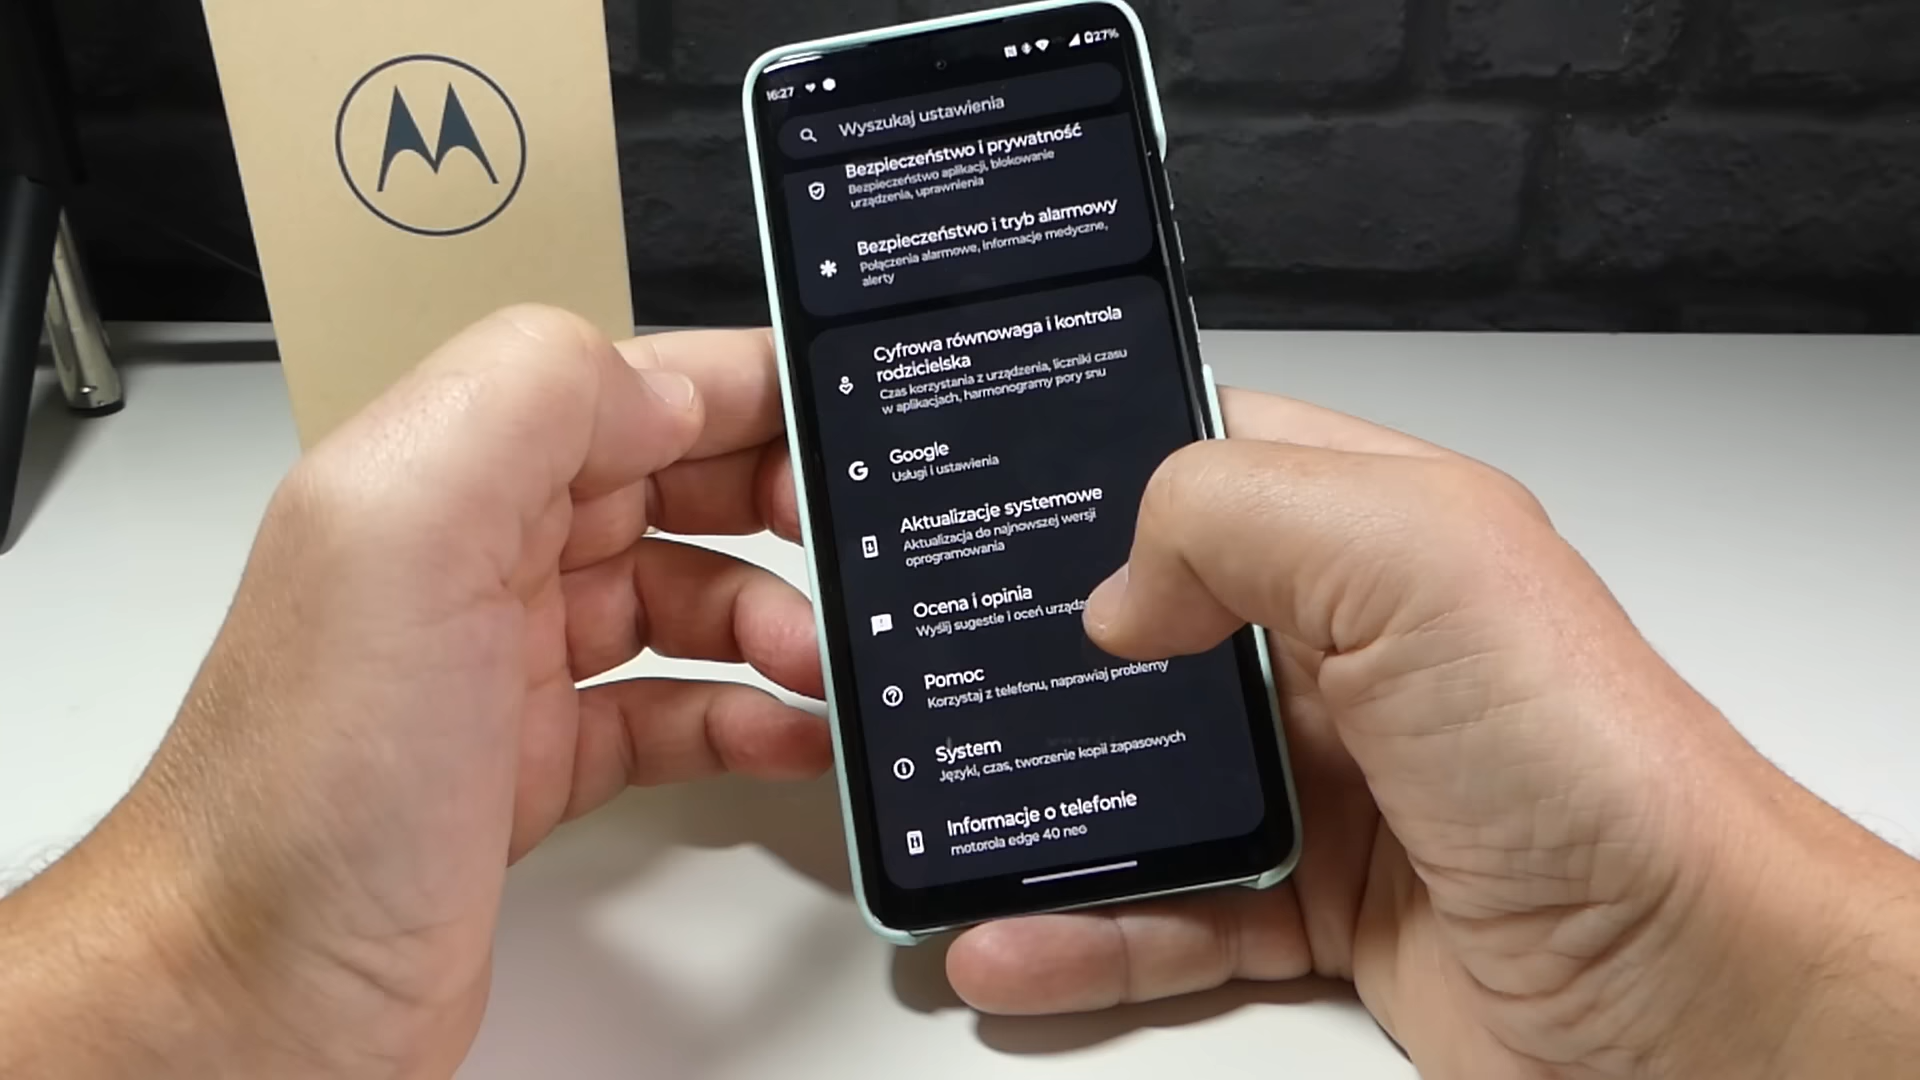 16:27
27%
Wyszukaj ustawienia
Bezpieczeństwo i prywatność
Bezpieczeństwo aplikacji, blokowanie
urządzenia, uprawnienia
Bezpieczeństwo i tryb alarmowy
Połączenia alarmowe, informacje medyczne,
alerty
Cyfrowa równowaga i kontrola
rodzicielska
Czas korzystania z urządzenia, liczniki czasu
w aplikacjach, harmonogramy pory snu
Google
Usługi i ustawienia
Aktualizacje systemowe
Aktualizacja do najnowszej wersji
oprogramowania
Ocena i opinia
Wyślij sugestie i oceń
Pomoc
Korzystaj z telefonu, naprawiaj problemy
System
Języki, czas, tworzenie kopii zapasowych
Informacje o telefonie
motorola edge 40 neo